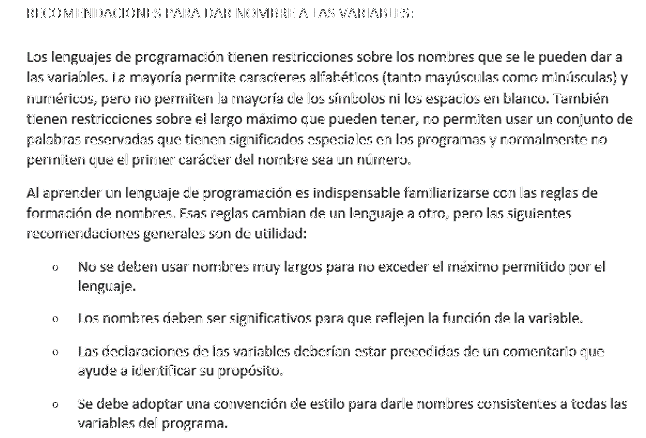 RECOMENDACIONES PARA DAR NOMBRE A LAS VARIABLES:
Los lenguajes de programación tienen restricciones sobre los nombres que se le pueden dar a
las variables. La mayoría permite caracteres alfabéticos (tanto mayúsculas como minúsculas) y
numéricos, pero no permiten la mayoría de los símbolos ni los espacios en blanco. También
tienen restricciones sobre el largo máximo que pueden tener, no permiten usar un conjunto de
palabras reservadas que tienen significados especiales en los programas y normalmente no
permiten que el primer carácter del nombre sea un número.
Al aprender un lenguaje de programación es indispensable familiarizarse con las reglas de
formación de nombres. Esas reglas cambian de un lenguaje a otro, pero las siguientes
recomendaciones generales son de utilidad:
o No se deben usar nombres muy largos para no exceder el máximo permitido por el
lenguaje.
o Los nombres deben ser significativos para que reflejen la función de la variable.
o Las declaraciones de las variables deberían estar precedidas de un comentario que
ayude a identificar su propósito.
o Se debe adoptar una convención de estilo para darle nombres consistentes a todas las
variables del programa.